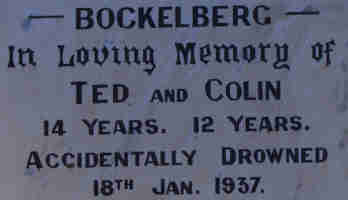 — BOCKELBERG —
In Loving Memory of
TED AND COLIN
14 YEARS. 12 YEARS.
ACCIDENTALLY DROWNED
18TH JAN. 1937.